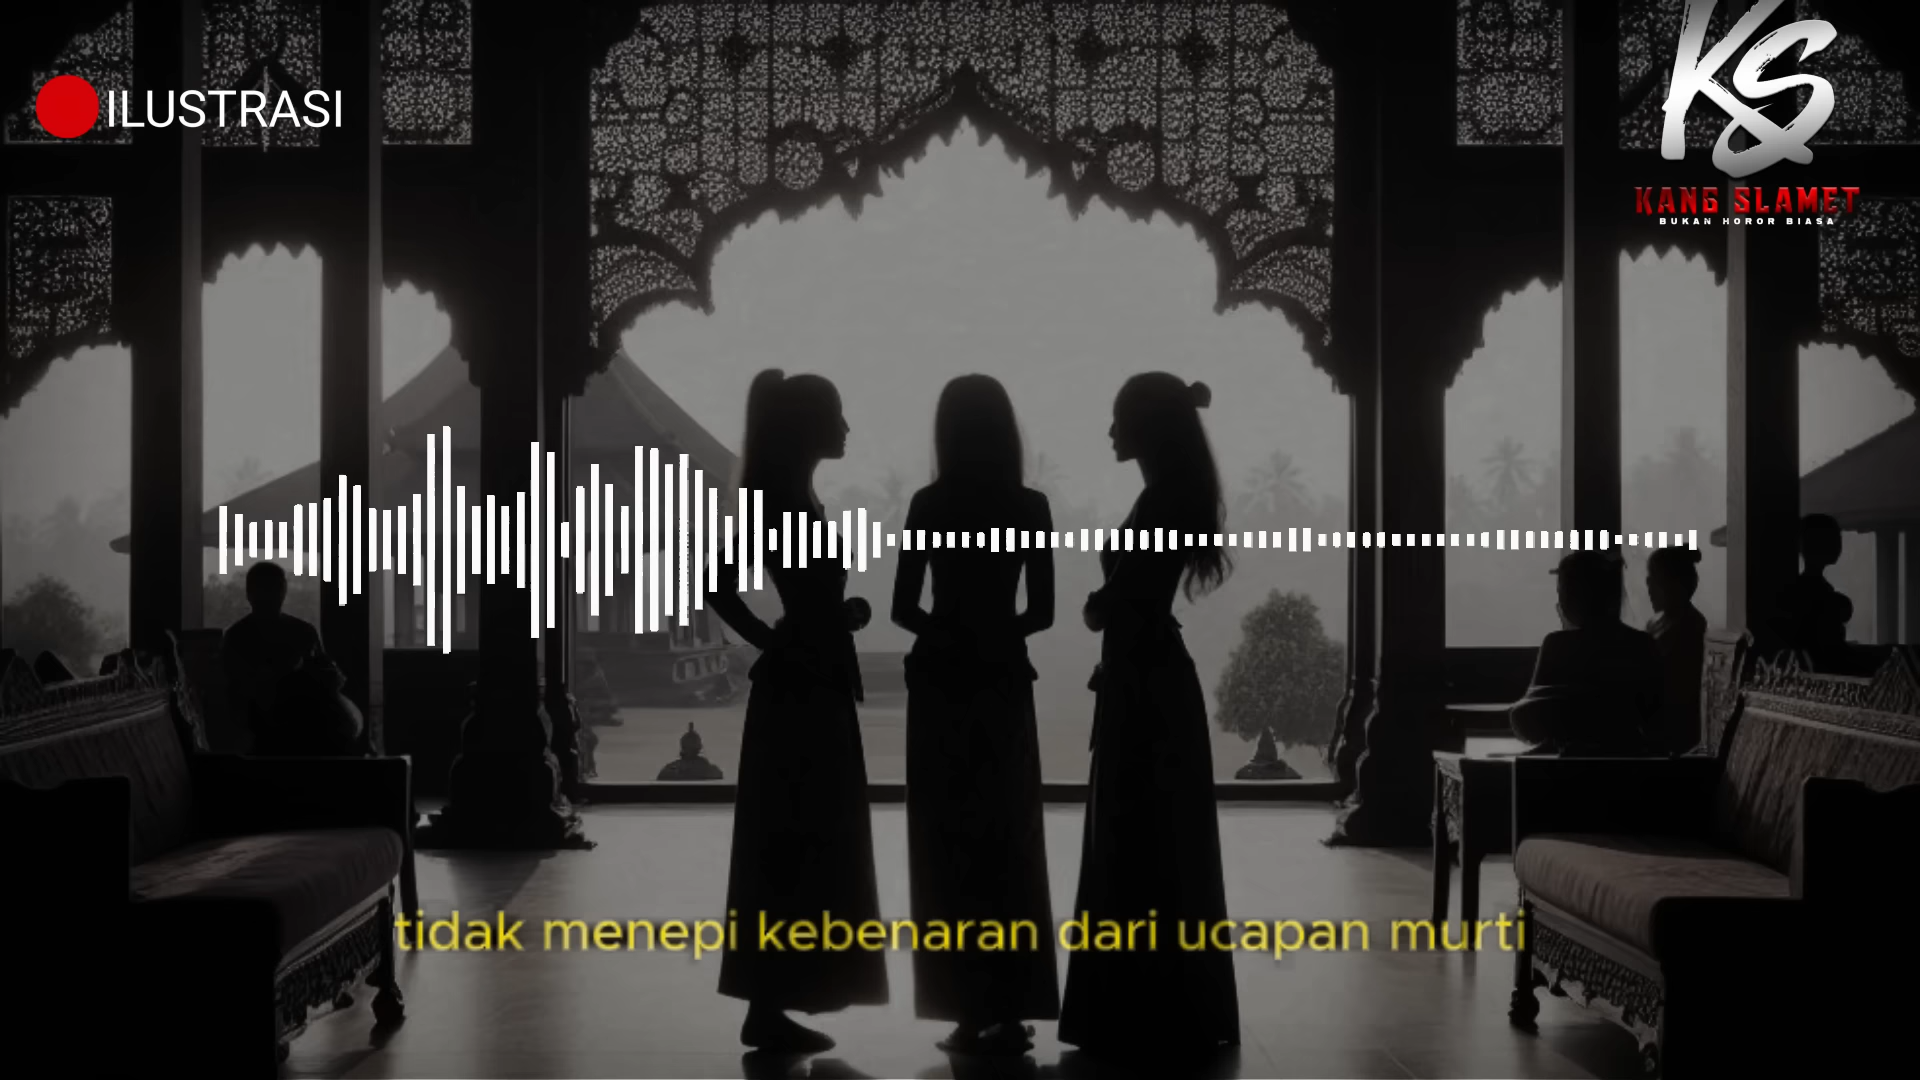 ILUSTRASI
KS
KANG SLAMET
BUKAN HOROR BIASA
tidak menepi kebenaran dari ucapan murti